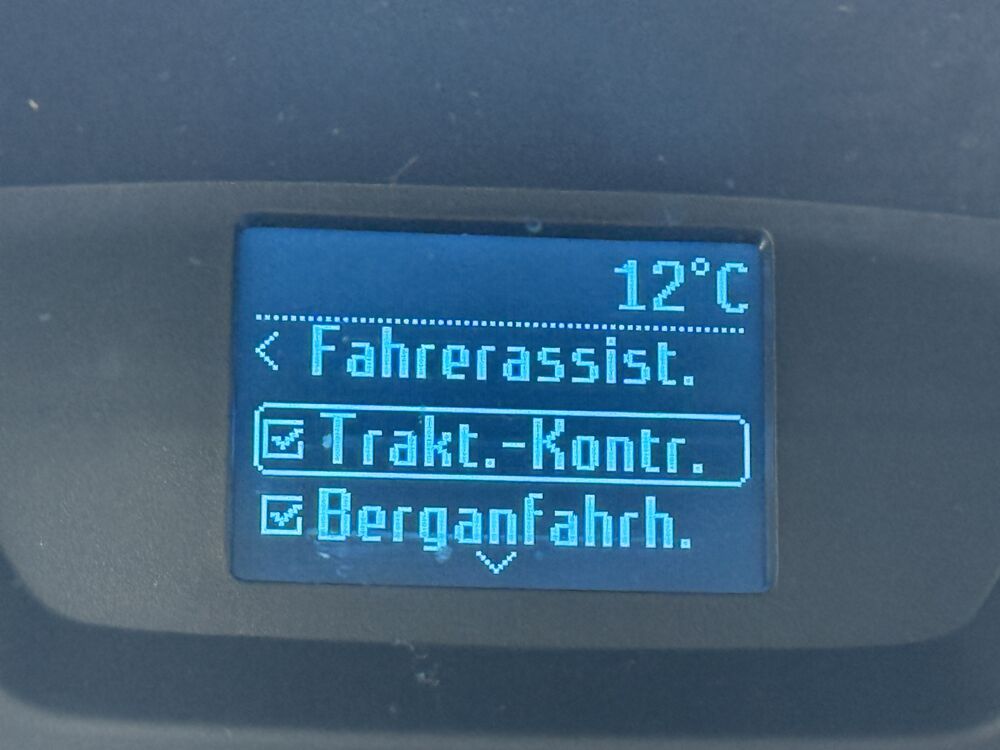 12°C
< Fahrerassist.
Trakt.-Kontr.
Berganfahrh.